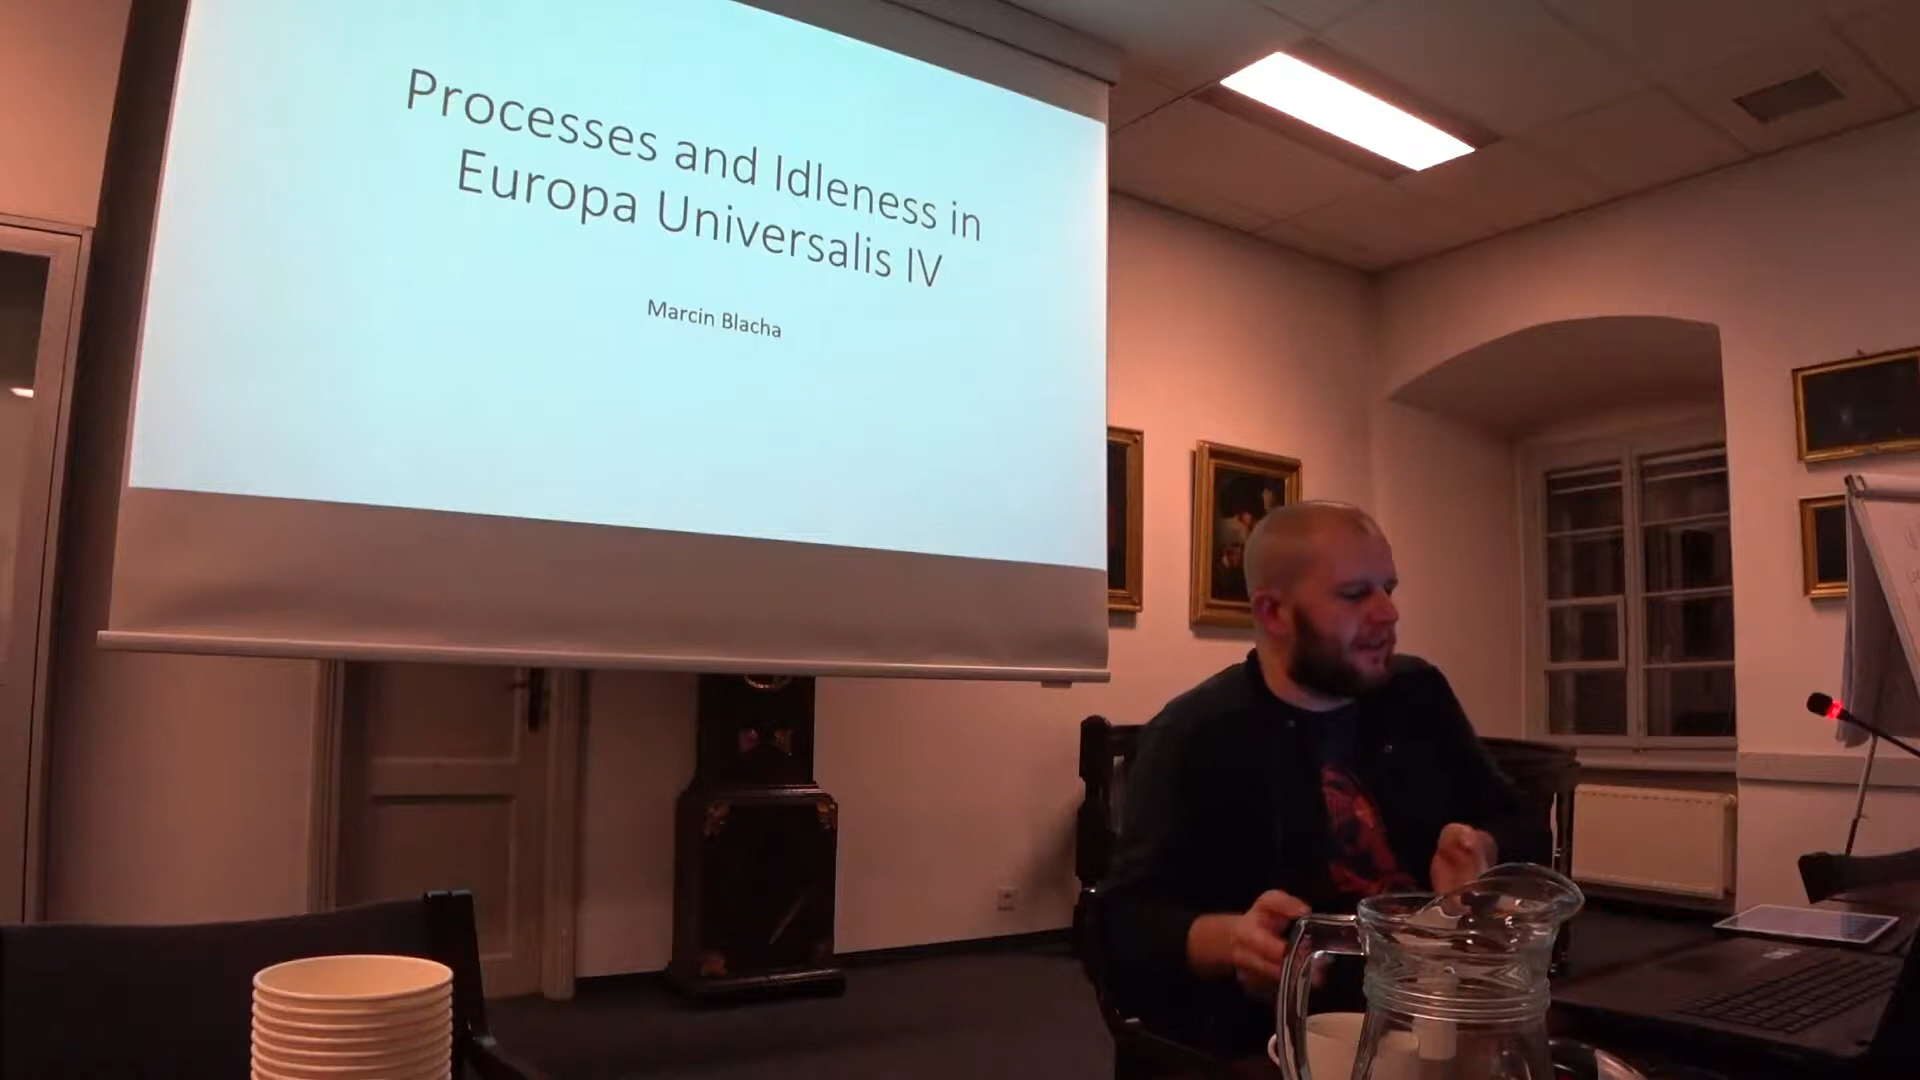 Processes and Idleness in
Europa Universalis IV
Marcin Blacha